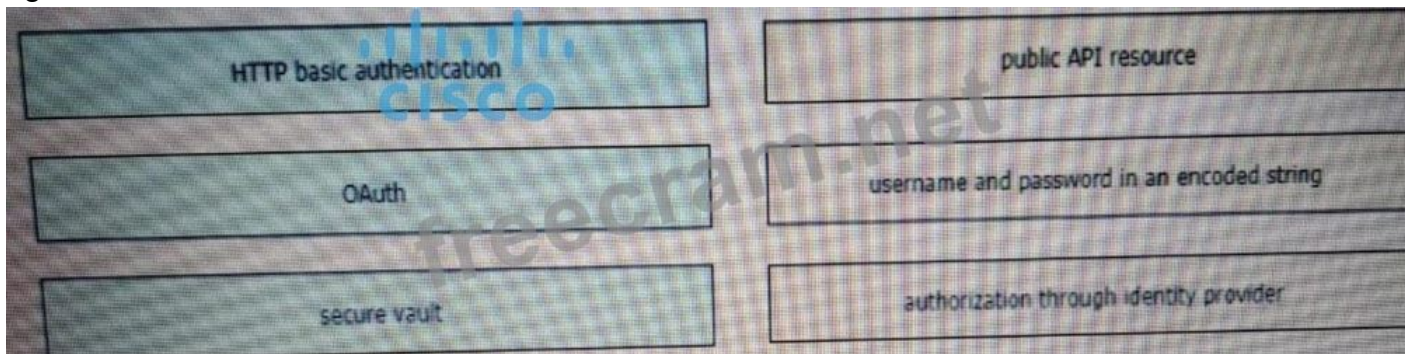 HTTP basic authentication
CISCO
public API resource
OAuth
username and password in an encoded string
secure vault
authorization through identity provider
freecram.net